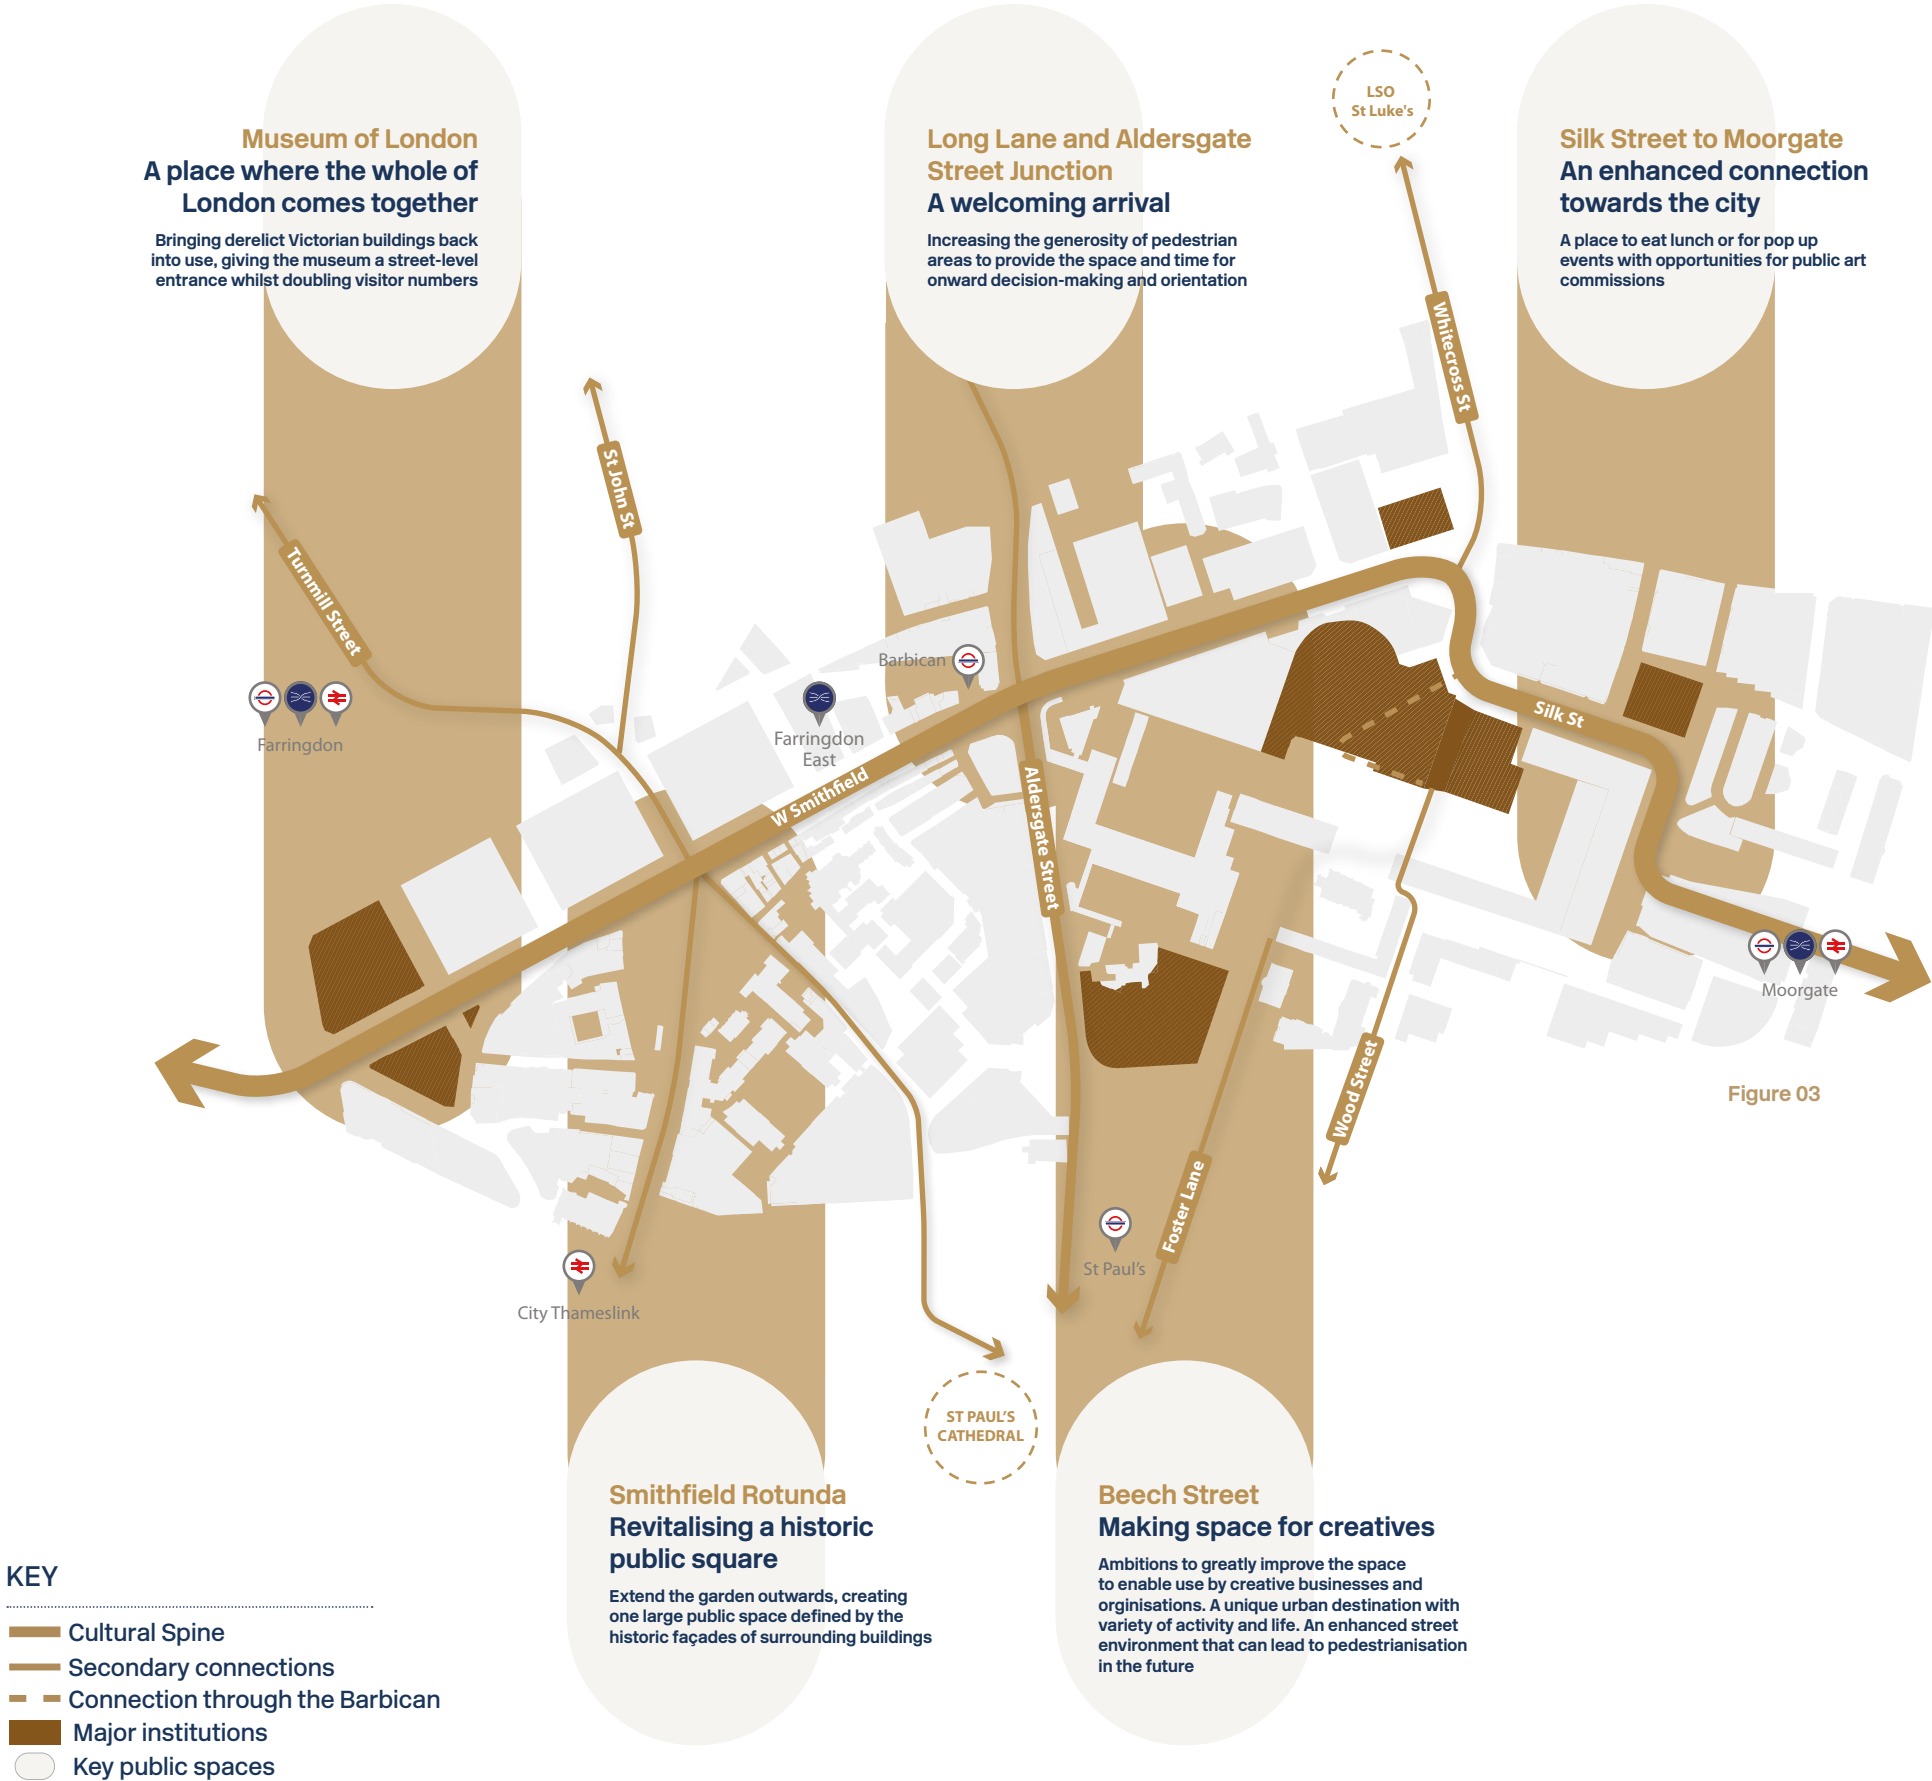 Museum of London
A place where the whole of
London comes together
Bringing derelict Victorian buildings back
into use, giving the museum a street-level
entrance whilst doubling visitor numbers
Long Lane and Aldersgate
Street Junction
A welcoming arrival
Increasing the generosity of pedestrian
areas to provide the space and time for
onward decision-making and orientation
LSO
St Luke's
Silk Street to Moorgate
An enhanced connection
towards the city
A place to eat lunch or for pop up
events with opportunities for public art
commissions
Whitecross St
St John St
Turnmill Street
Barbican
Farringdon
Farringdon
East
Silk St
W Smithfield
Aldersgate Street
Moorgate
Wood Street
Figure 03
Foster Lane
St Paul's
City Thameslink
ST PAUL'S
CATHEDRAL
Smithfield Rotunda
Revitalising a historic
public square
Extend the garden outwards, creating
one large public space defined by the
historic façades of surrounding buildings
Beech Street
Making space for creatives
Ambitions to greatly improve the space
to enable use by creative businesses and
orginisations. A unique urban destination with
variety of activity and life. An enhanced street
environment that can lead to pedestrianisation
in the future
KEY
Cultural Spine
Secondary connections
Connection through the Barbican
Major institutions
Key public spaces